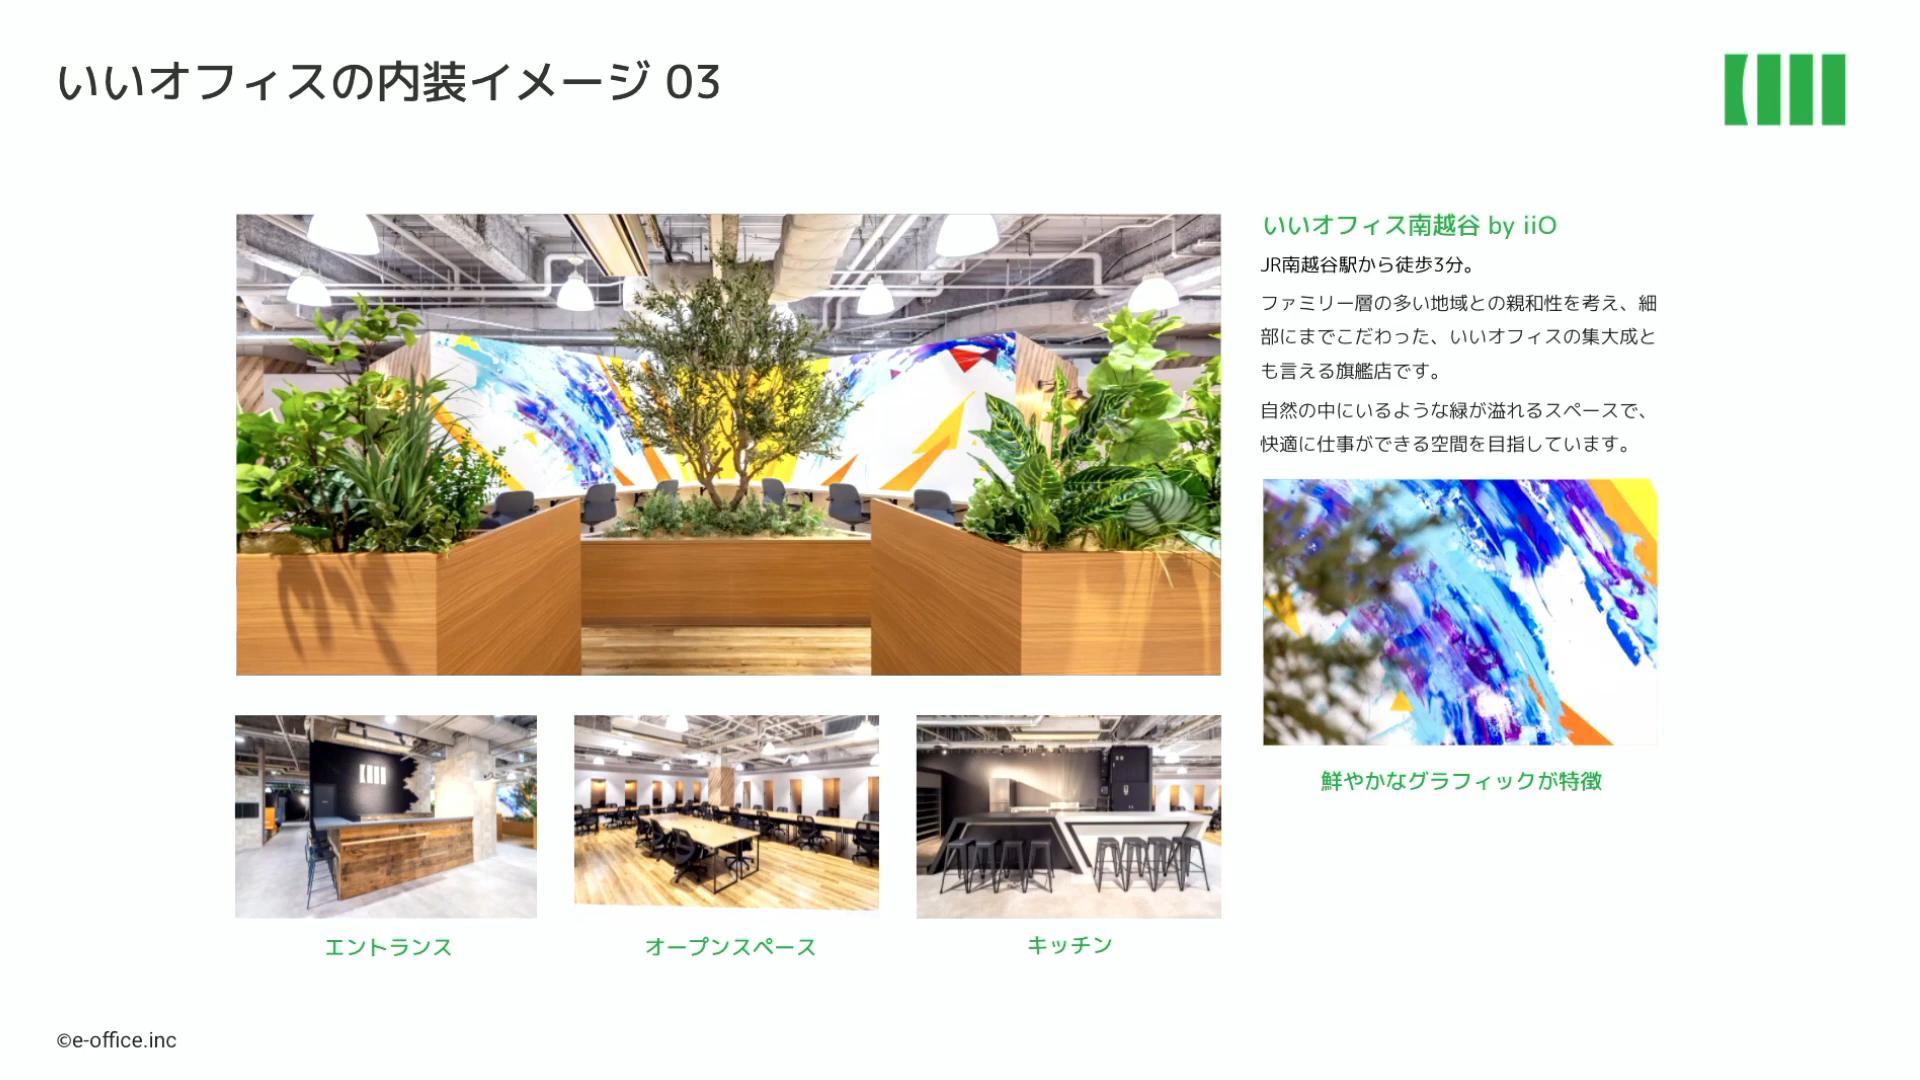 いいオフィスの内装イメージ 03
いいオフィス南越谷 by iiO
JR南越谷駅から徒歩3分。
ファミリー層の多い地域との親和性を考え、細
部にまでこだわった、いいオフィスの集大成と
も言える旗艦店です。
自然の中にいるような緑が溢れるスペースで、
快適に仕事ができる空間を目指しています。
鮮やかなグラフィックが特徴
エントランス
オープンスペース
キッチン
©e-office.inc